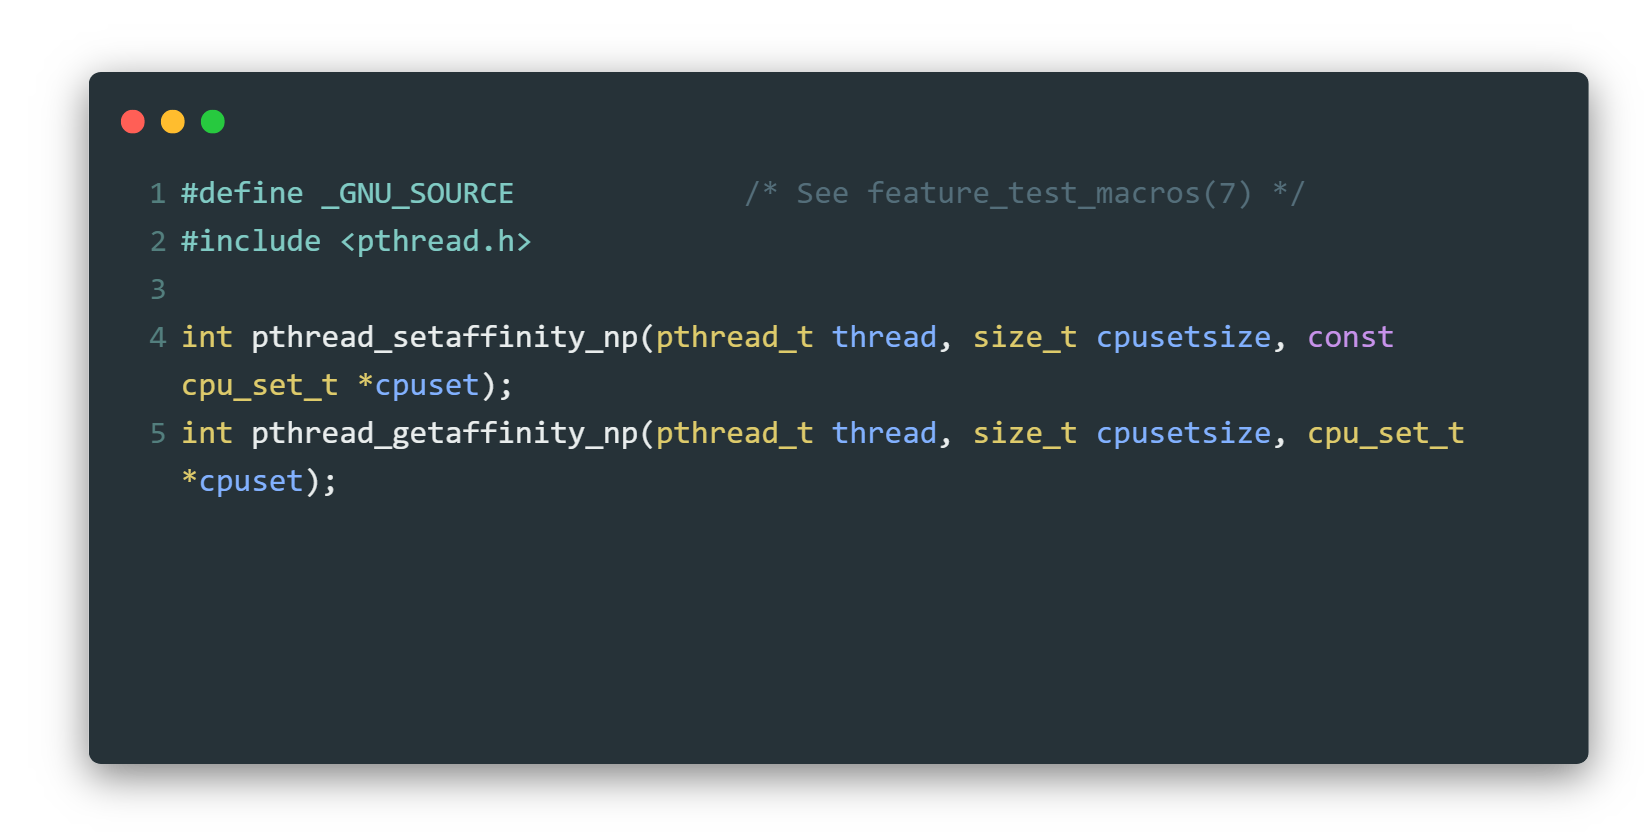 1 #define _GNU_SOURCE             /* See feature_test_macros(7) */
2 #include <pthread.h>
3
4 int pthread_setaffinity_np(pthread_t thread, size_t cpusetsize, const
cpu_set_t *cpuset);
5 int pthread_getaffinity_np(pthread_t thread, size_t cpusetsize, cpu_set_t
*cpuset);